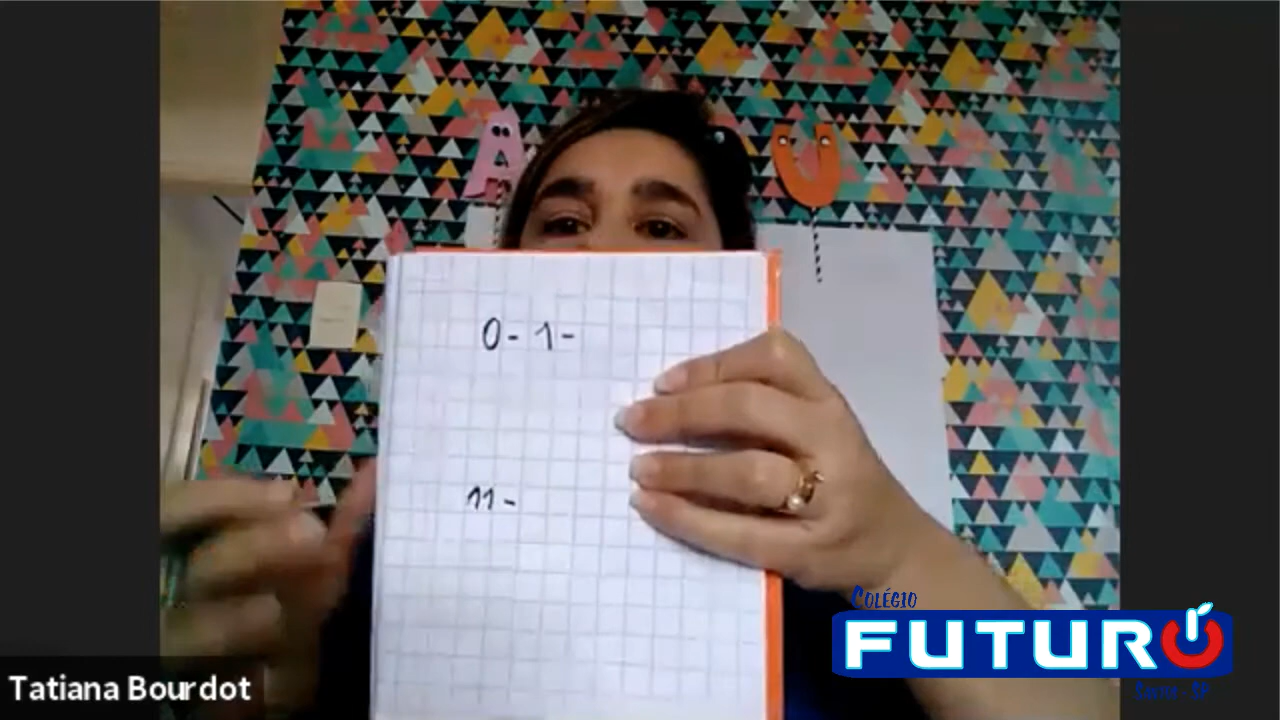 A U
0- 1-
11-
COLÉGIO
FUTURO
Tatiana Bourdot